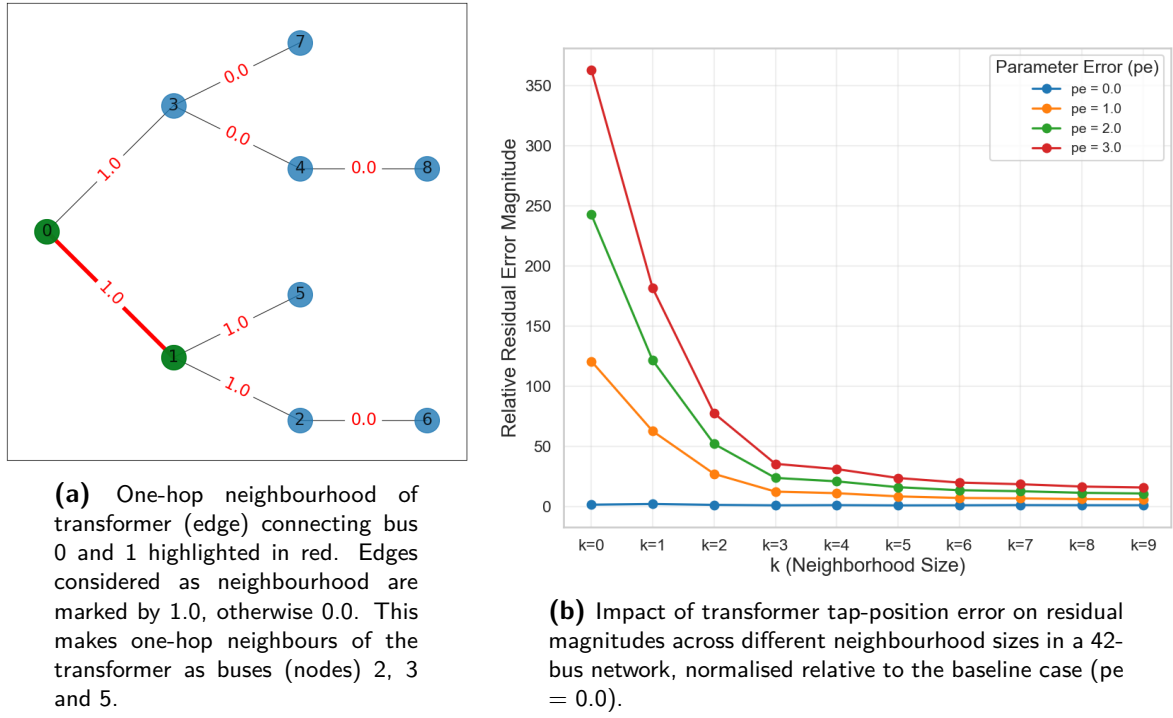 7
0.0
3
0.0
1.0
4
0.0
8
0
1.0
5
1.0
1
1.0
2
0.0
6
(a) One-hop neighbourhood of
transformer (edge) connecting bus
0 and 1 highlighted in red. Edges
considered as neighbourhood are
marked by 1.0, otherwise 0.0. This
makes one-hop neighbours of the
transformer as buses (nodes) 2, 3
and 5.
Relative Residual Error Magnitude
350
300
250
200
150
100
50
0
Parameter Error (pe)
pe = 0.0
pe = 1.0
pe = 2.0
pe = 3.0
k=0 k=1 k=2 k=3 k=4 k=5 k=6 k=7 k=8 k=9
k (Neighborhood Size)
(b) Impact of transformer tap-position error on residual
magnitudes across different neighbourhood sizes in a 42-
bus network, normalised relative to the baseline case (pe
= 0.0).